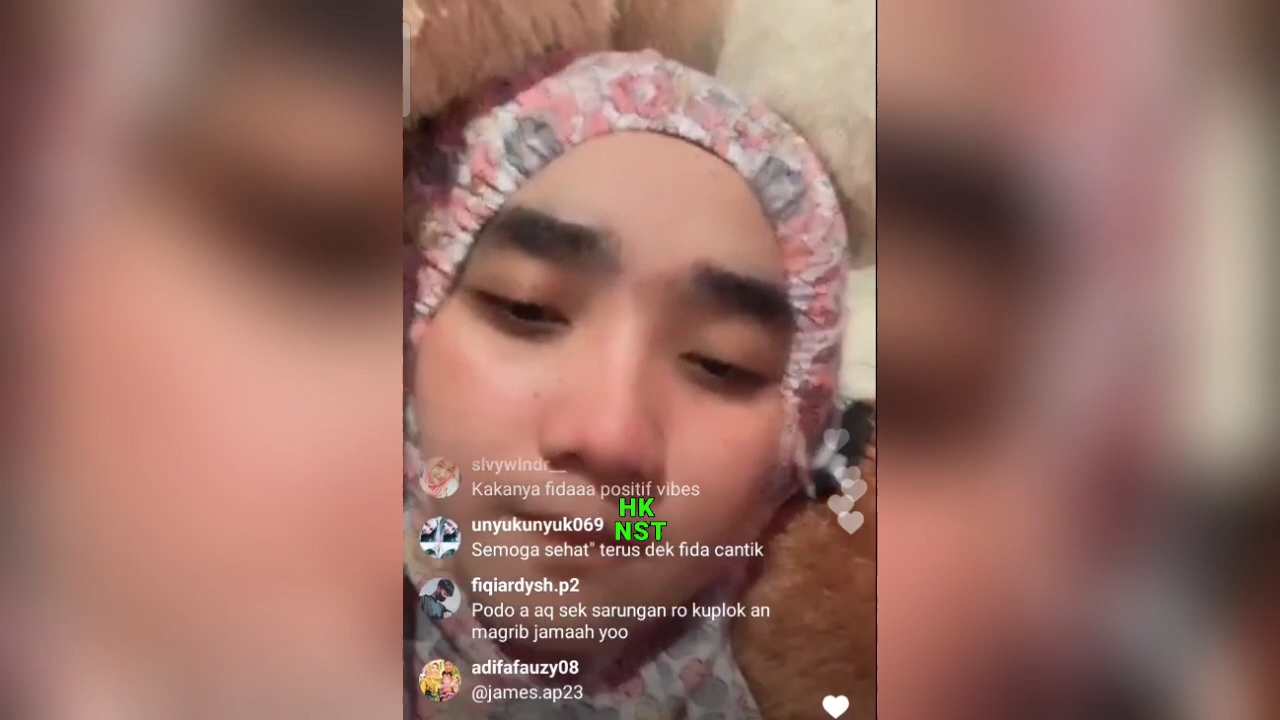 slvywlndr__
Kakanya fidaaa positif vibes
HK
NST
unyukunyuk069
Semoga sehat" terus dek fida cantik
fiqiardysh.p2
Podo a aq sek sarungan ro kuplok an
magrib jamaah yoo
adifafauzy08
@james.ap23